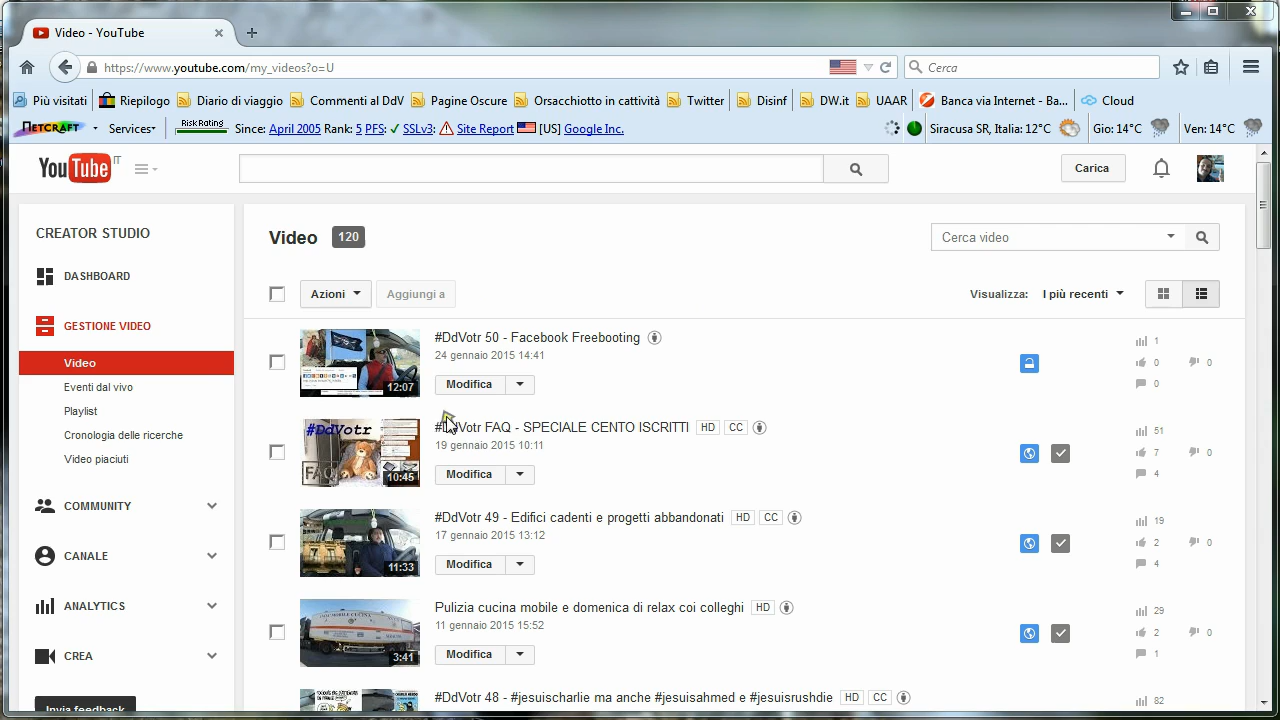 Video - YouTube
https://www.youtube.com/my_videos?o=U
Cerca
Più visitati Riepilogo Diario di viaggio Commenti al DdV Pagine Oscure Orsacchiotto in cattività Twitter Disinf DW.it UAAR Banca via Internet - Ba... Cloud
NETCRAFT Services Risk Rating Since: April 2005 Rank: 5 PFS: ✓ SSLv3: Site Report [US] Google Inc. Siracusa SR, Italia: 12°C Gio: 14°C Ven: 14°C
YouTube IT
Carica
CREATOR STUDIO
DASHBOARD
GESTIONE VIDEO
Video
Eventi dal vivo
Playlist
Cronologia delle ricerche
Video piaciuti
COMMUNITY
CANALE
ANALYTICS
CREA
Invia feedback
Video 120
Cerca video
Azioni Aggiungi a
Visualizza: I più recenti
#DdVotr 50 - Facebook Freebooting
24 gennaio 2015 14:41
12:07
Modifica
1
0 0
0
#DdVotr FAQ - SPECIALE CENTO ISCRITTI HD CC
19 gennaio 2015 10:11
#DdVotr
FAQ
10:45
Modifica
51
7 0
4
#DdVotr 49 - Edifici cadenti e progetti abbandonati HD CC
17 gennaio 2015 13:12
11:33
Modifica
19
2 0
4
Pulizia cucina mobile e domenica di relax coi colleghi HD
11 gennaio 2015 15:52
3:41
Modifica
29
2 0
1
#DdVotr 48 - #jesuischarlie ma anche #jesuisahmed e #jesuisrushdie HD CC
82